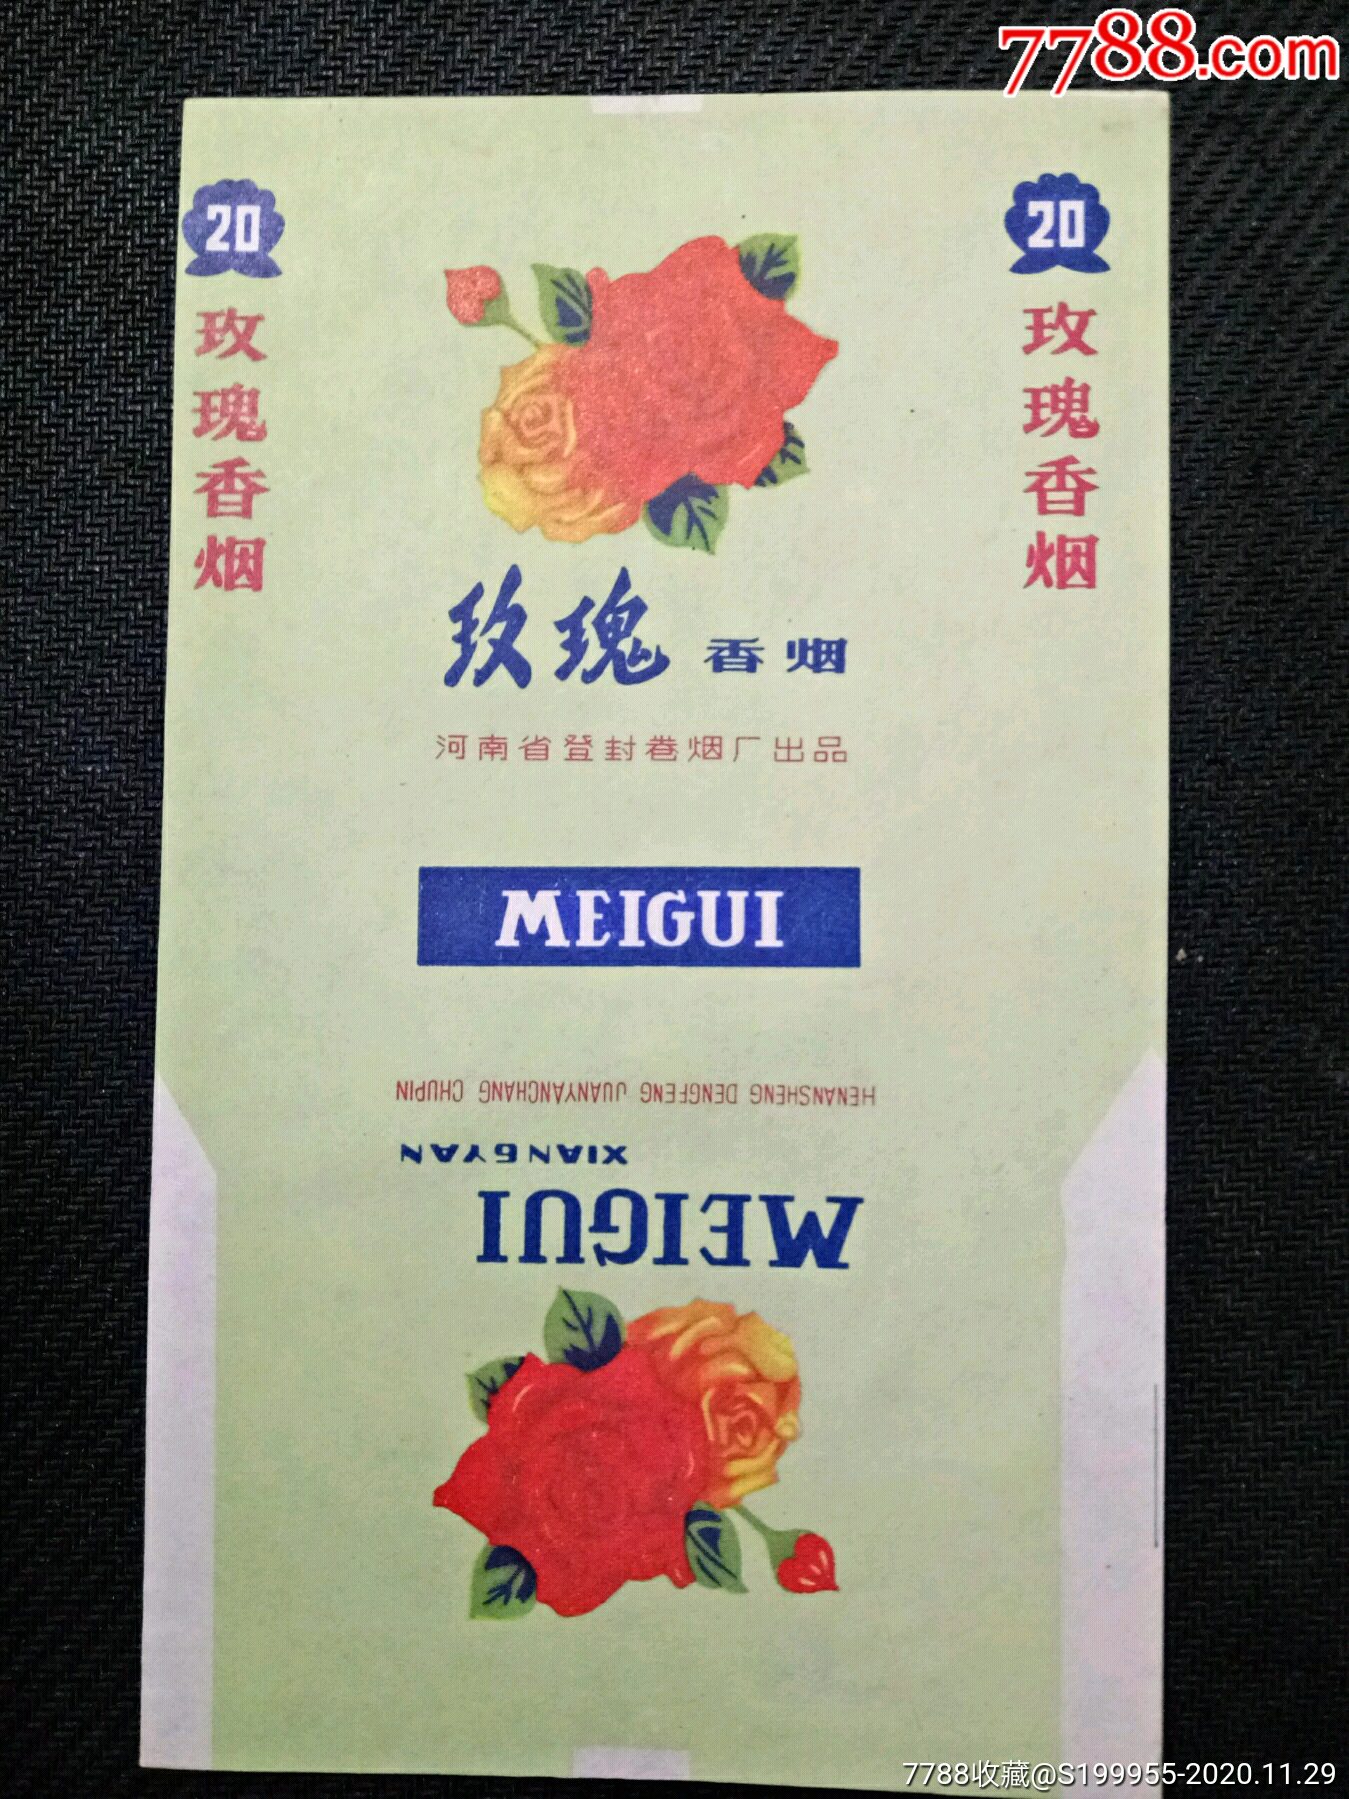 7788.com
20
玫瑰香烟
20
玫瑰香烟
玫瑰 香烟
河南省登封卷烟厂出品
MEIGUI
HENANSHENG DENGFENG JUANYANCHANG CHUPIN
XIANGYAN
MEIGUI
7788收藏@S199955-2020.11.29